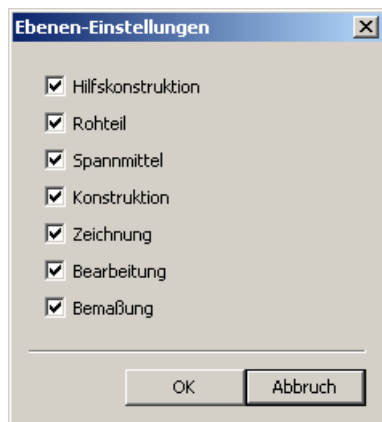 Ebenen-Einstellungen
Hilfskonstruktion
Rohteil
Spannmittel
Konstruktion
Zeichnung
Bearbeitung
Bemaßung
OK Abbruch